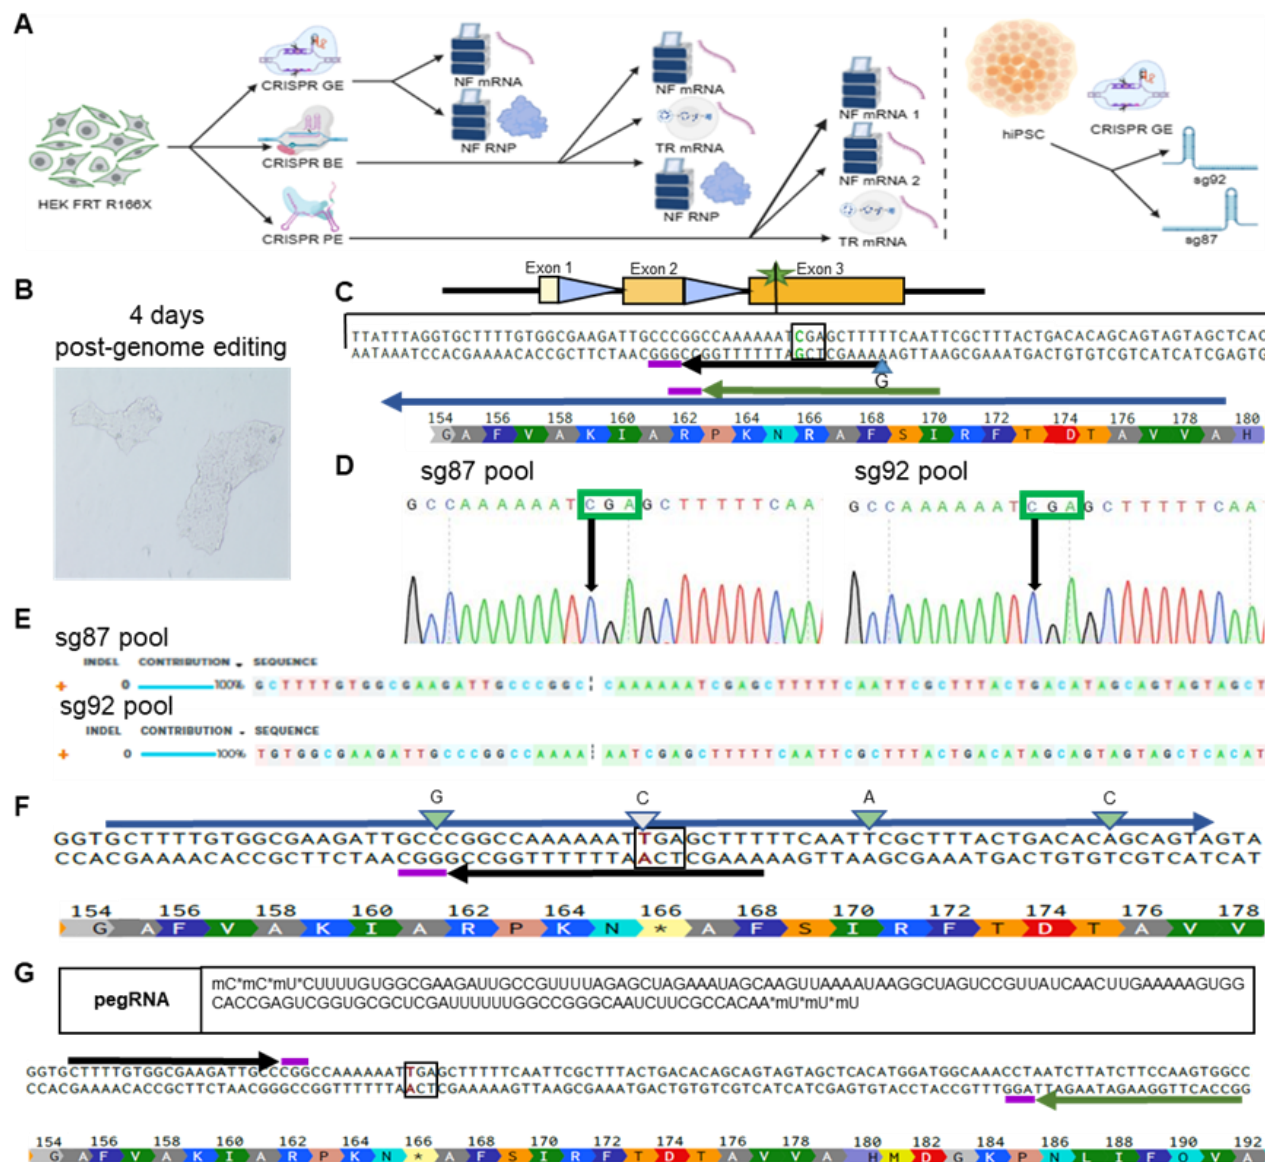 A
CRISPR GE
NF mRNA
NF RNP
CRISPR BE
HEK FRT R166X
CRISPR PE
NF mRNA
TR mRNA
NF RNP
NF mRNA 1
NF mRNA 2
TR mRNA
hiPSC
CRISPR GE
sg92
sg87
B
4 days
post-genome editing
C
Exon 1 Exon 2 Exon 3
TTATTTAGGTGCTTTTGTGGCGAAGATTGCCCGGCCAAAAAATCGAGCTTTTTCAATTCGCTTTACTGACACAGCAGTAGTAGCTCAC
AATAAATCCACGAAAACACCGCTTCTAACGGGCCGGTTTTTTAGCTCGAAAAAGTTAAGCGAAATGACTGTGTCGTCATCATCGAGTG
G
154 156 158 160 162 164 166 168 170 172 174 176 178 180
G A F V A K I A R P K N R A F S I R F T D T A V V A H
D
sg87 pool
G C C A A A A A A T C G A G C T T T T T C A A
sg92 pool
G C C A A A A A A T C G A G C T T T T T C A A
E
sg87 pool
INDEL CONTRIBUTION SEQUENCE
+ 0 100% G C T T T T G T G G C G A A G A T T G C C C G G C C A A A A A A T C G A G C T T T T T C A A T T C G C T T T A C T G A C A T A G C A G T A G T A G C T
sg92 pool
INDEL CONTRIBUTION SEQUENCE
+ 0 100% T G T G G C G A A G A T T G C C C G G C C A A A A A A T C G A G C T T T T T C A A T T C G C T T T A C T G A C A T A G C A G T A G T A G C T C A C A T
F
G C A C
GGTGCTTTTGTGGCGAAGATTGCCCGGCCAAAAAATTGAGCTTTTTCAATTCGCTTTACTGACACAGCAGTAGTA
CCACGAAAACACCGCTTCTAACGGGCCGGTTTTTTAACTCGAAAAAGTTAAGCGAAATGACTGTGTCGTCATCAT
154 156 158 160 162 164 166 168 170 172 174 176 178
G A F V A K I A R P K N * A F S I R F T D T A V V
G
pegRNA
mC*mC*mU*CUUUUGUGGCGAAGAUUGCCGUUUUAGAGCUAGAAAUAGCAAGUUAAAAUAAGGCUAGUCCGUUAUCAACUUGAAAAAGUGG
CACCGAGUCGGUGCGCUCGAUUUUUUGGCCGGGCAAUCUUCGCCACAA*mU*mU*mU
GGTGCTTTTGTGGCGAAGATTGCCCGGCCAAAAAATTGAGCTTTTTCAATTCGCTTTACTGACACAGCAGTAGTAGCTCACATGGATGGCAAACCTAATCTTATCTTCCAAGTGGCC
CCACGAAAACACCGCTTCTAACGGGCCGGTTTTTTAACTCGAAAAAGTTAAGCGAAATGACTGTGTCGTCATCATCGAGTGTACCTACCGTTTGGATTAGAATAGAAGGTTCACCGG
154 156 158 160 162 164 166 168 170 172 174 176 178 180 182 184 186 188 190 192
G A F V A K I A R P K N * A F S I R F T D T A V V A H M D G K P N L I F Q V A